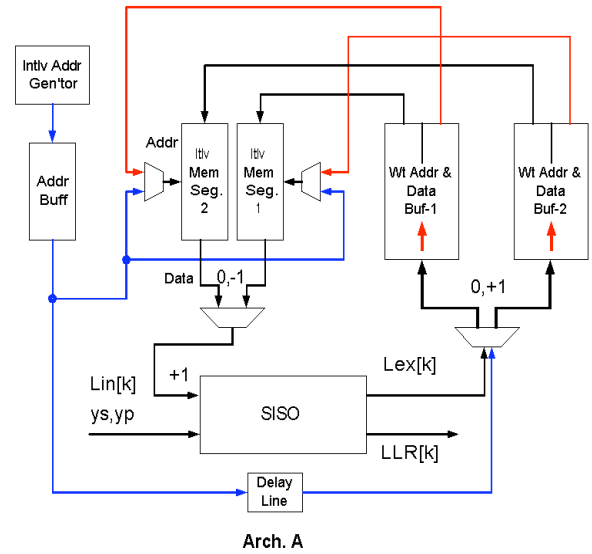 Intlv Addr
Gen'tor
Addr
Buff
Addr
Itlv
Mem
Seg.
2
Itlv
Mem
Seg.
1
Wt Addr &
Data
Buf-1
Wt Addr &
Data
Buf-2
Data
0,-1
0,+1
+1
Lin[k]
ys,yp
SISO
Lex[k]
LLR[k]
Delay
Line
Arch. A